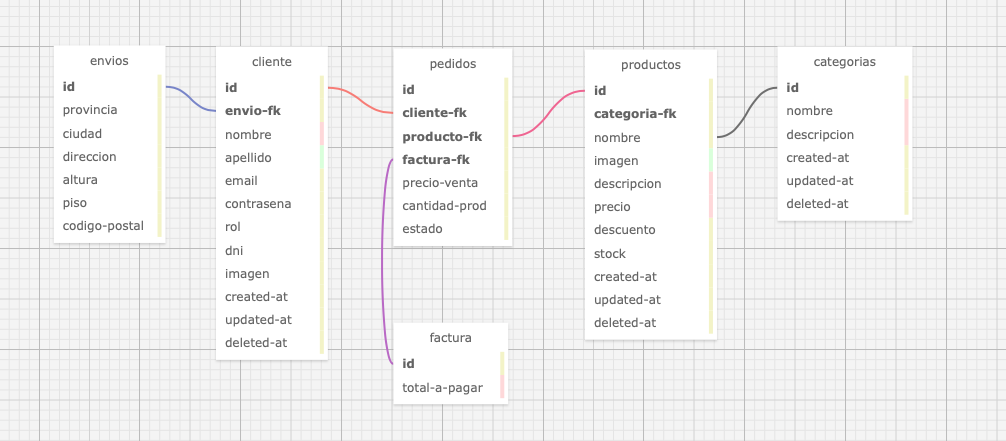 envios
id
provincia
ciudad
direccion
altura
piso
codigo-postal
cliente
id
envio-fk
nombre
apellido
email
contrasena
rol
dni
imagen
created-at
updated-at
deleted-at
pedidos
id
cliente-fk
producto-fk
factura-fk
precio-venta
cantidad-prod
estado
factura
id
total-a-pagar
productos
id
categoria-fk
nombre
imagen
descripcion
precio
descuento
stock
created-at
updated-at
deleted-at
categorias
id
nombre
descripcion
created-at
updated-at
deleted-at